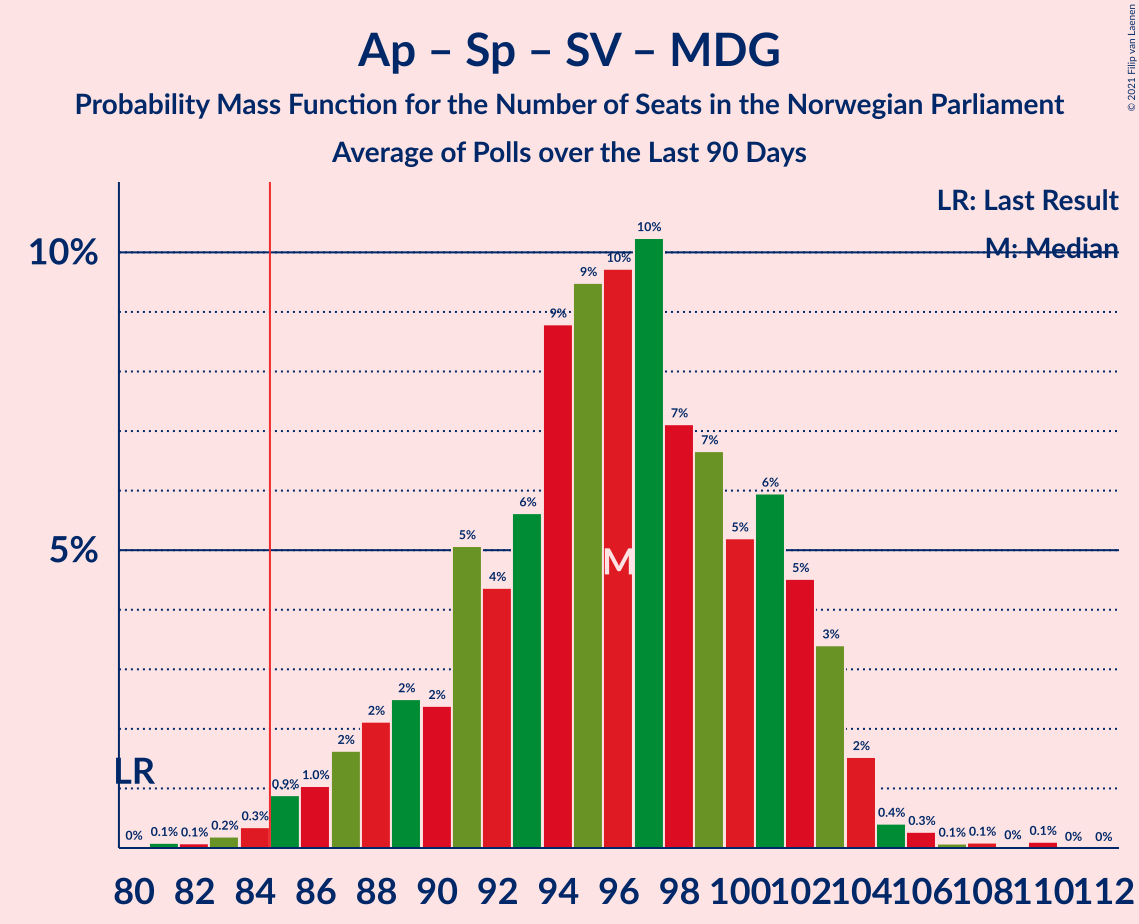 Ap – Sp – SV – MDG
Probability Mass Function for the Number of Seats in the Norwegian Parliament
Average of Polls over the Last 90 Days
© 2021 Filip van Laenen
LR: Last Result
M: Median
10%
5%
LR
M
0% 0.1% 0.1% 0.2% 0.3% 0.9% 1.0% 2% 2% 2% 2% 5% 4% 6% 9% 9% 10% 10% 7% 7% 5% 6% 5% 3% 2% 0.4% 0.3% 0.1% 0.1% 0% 0.1% 0% 0%
80 82 84 86 88 90 92 94 96 98 100 102 104 106 108 110 112